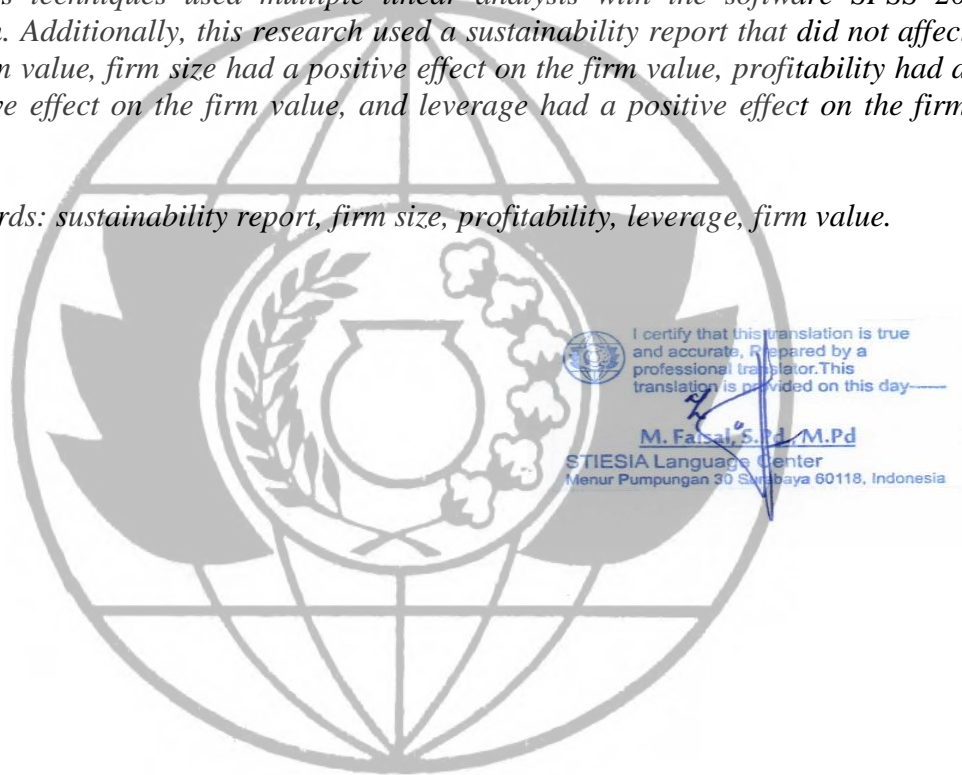 s techniques used multiple linear analysis with the software SPSS 20
. Additionally, this research used a sustainability report that did not affect
n value, firm size had a positive effect on the firm value, profitability had a
ve effect on the firm value, and leverage had a positive effect on the firm
rds: sustainability report, firm size, profitability, leverage, firm value.
I certify that this translation is true
and accurate, Prepared by a
professional translator.This
translation is provided on this day
M. Faisal, S.Pd., M.Pd
STIESIA Language Center
Menur Pumpungan 30 Surabaya 60118, Indonesia